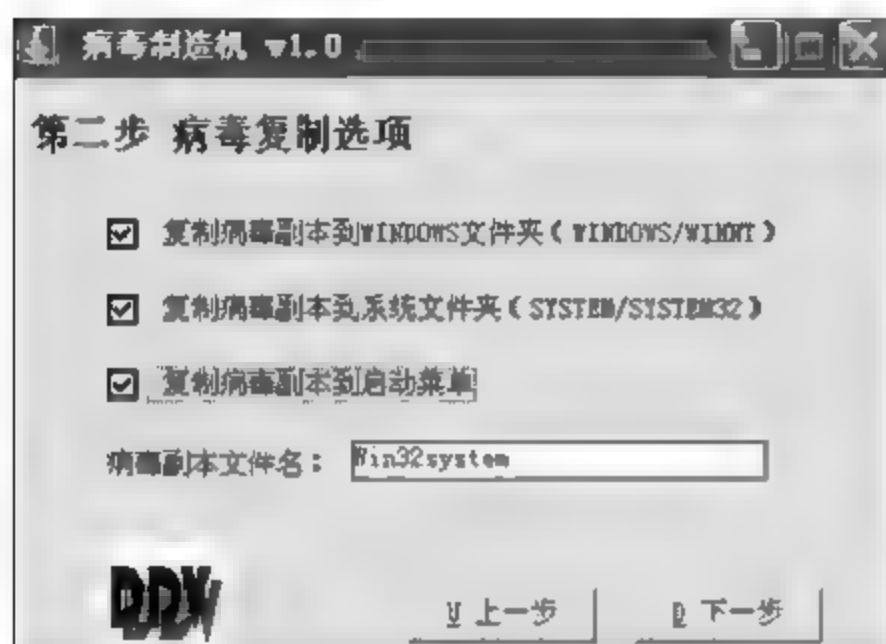 病毒制造机 v1.0
第二步 病毒复制选项
复制病毒副本到WINDOWS文件夹(WINDOWS/WINNT)
复制病毒副本到系统文件夹(SYSTEM/SYSTEM32)
复制病毒副本到启动菜单
病毒副本文件名: Win32system
U 上一步 D 下一步